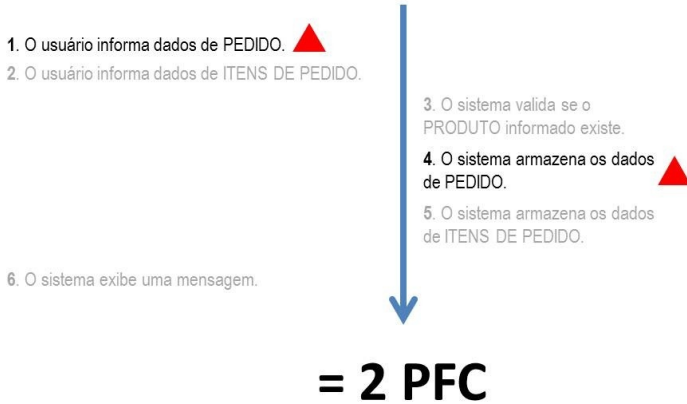 1. O usuário informa dados de PEDIDO.
2. O usuário informa dados de ITENS DE PEDIDO.
3. O sistema valida se o
PRODUTO informado existe.
4. O sistema armazena os dados
de PEDIDO.
5. O sistema armazena os dados
de ITENS DE PEDIDO.
6. O sistema exibe uma mensagem.
= 2 PFC